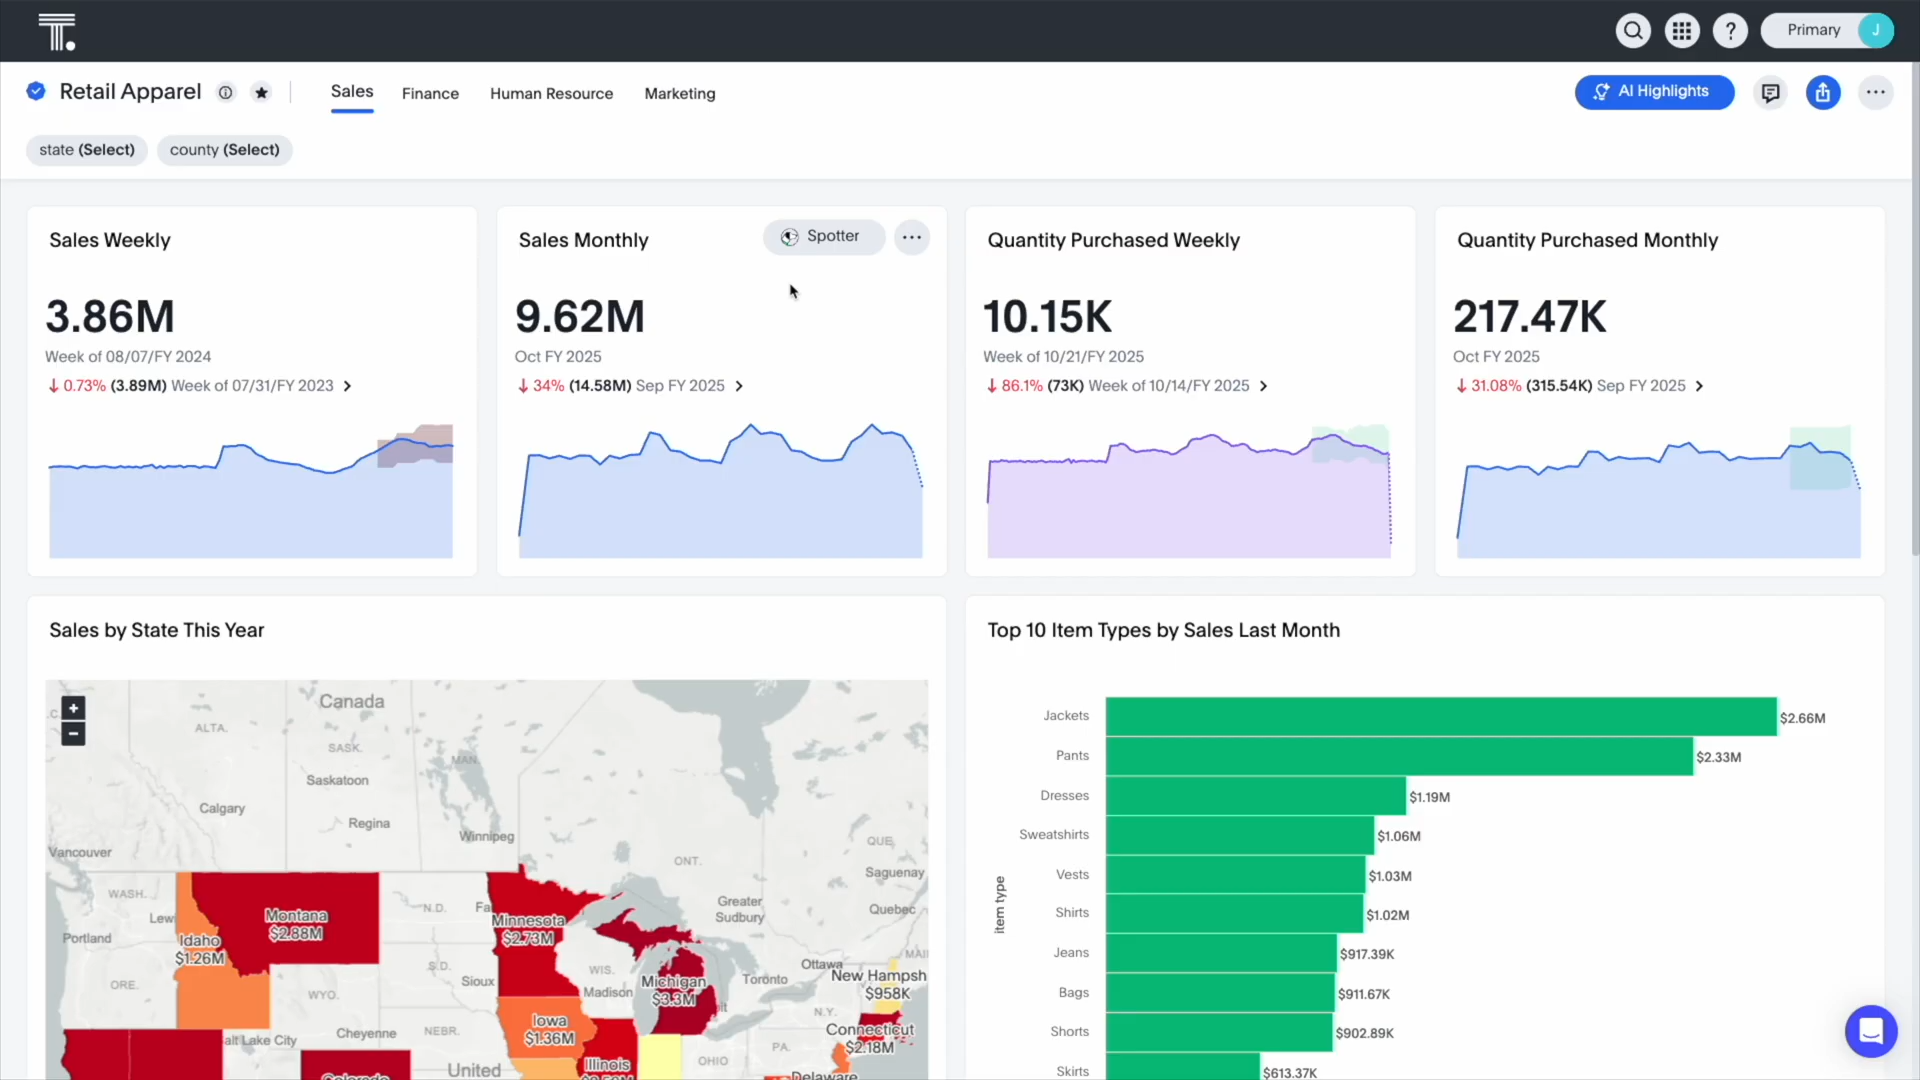 T.
?
Primary
J
Retail Apparel
Sales
Finance
Human Resource
Marketing
AI Highlights
state (Select)
county (Select)
Sales Weekly
3.86M
Week of 08/07/FY 2024
↓ 0.73% (3.89M) Week of 07/31/FY 2023 >
Sales Monthly
Spotter
9.62M
Oct FY 2025
↓ 34% (14.58M) Sep FY 2025 >
Quantity Purchased Weekly
10.15K
Week of 10/21/FY 2025
↓ 86.1% (73K) Week of 10/14/FY 2025 >
Quantity Purchased Monthly
217.47K
Oct FY 2025
↓ 31.08% (315.54K) Sep FY 2025 >
Sales by State This Year
+
−
Canada
ALTA.
SASK.
MAN.
Saskatoon
Calgary
Regina
Winnipeg
Vancouver
ONT.
QUE.
Saguenay
WASH.
N.D.
Fa
Greater
Sudbury
Quebec
Lew
Montana
$2.88M
Minnesota
$2.73M
Portland
Idaho
$1.26M
S.D.
Sioux
WIS.
Madison
Michigan
$3.3M
Toronto
Ottawa
MAI
New Hampsh
$958K
ORE.
WYO.
N.Y.
Iowa
$1.36M
Connecticut
$2.18M
alt Lake City
Cheyenne
NEBR.
United
Illinois
OHIO
PA.
Delaware
Colorado
Top 10 Item Types by Sales Last Month
item type
Jackets $2.66M
Pants $2.33M
Dresses $1.19M
Sweatshirts $1.06M
Vests $1.03M
Shirts $1.02M
Jeans $917.39K
Bags $911.67K
Shorts $902.89K
Skirts $613.37K